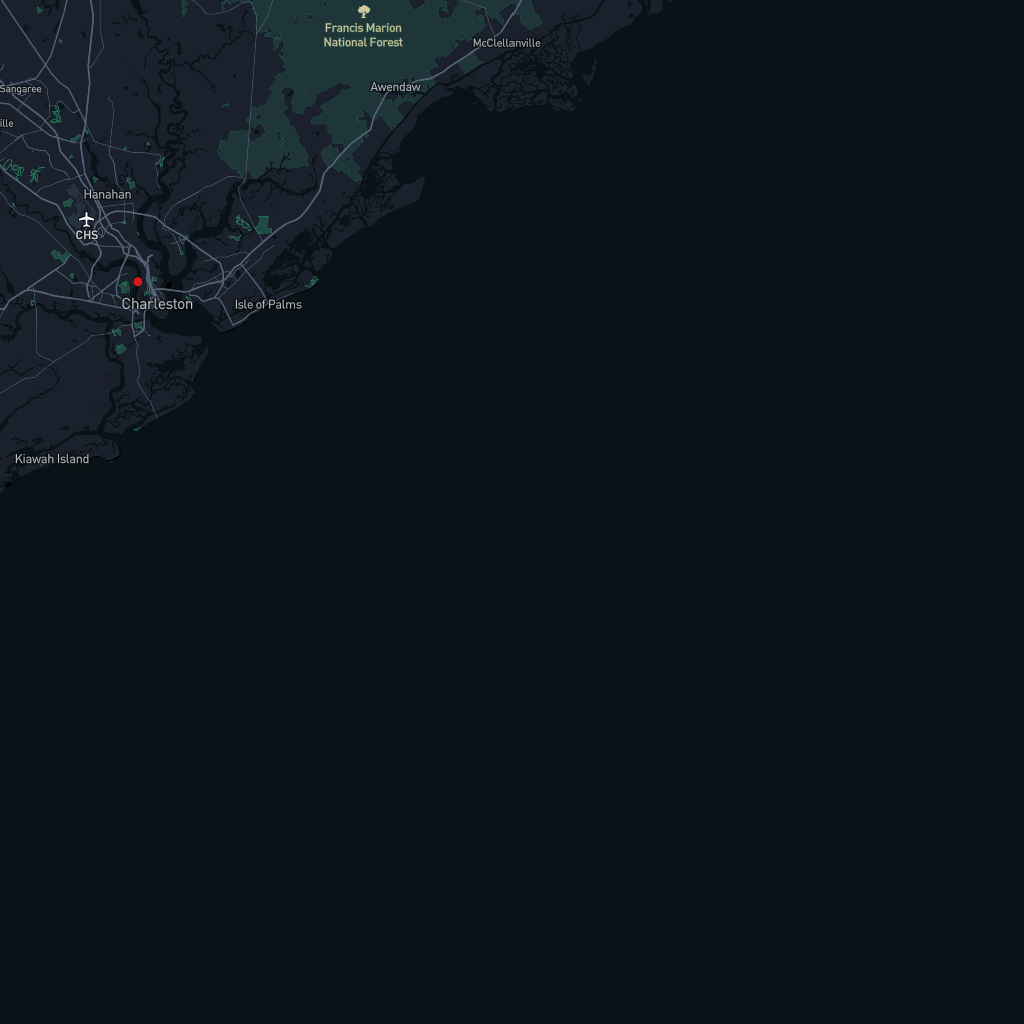 Francis Marion
National Forest
McClellanville
Awendaw
Sangaree
ille
Hanahan
CHS
Charleston
Isle of Palms
Kiawah Island